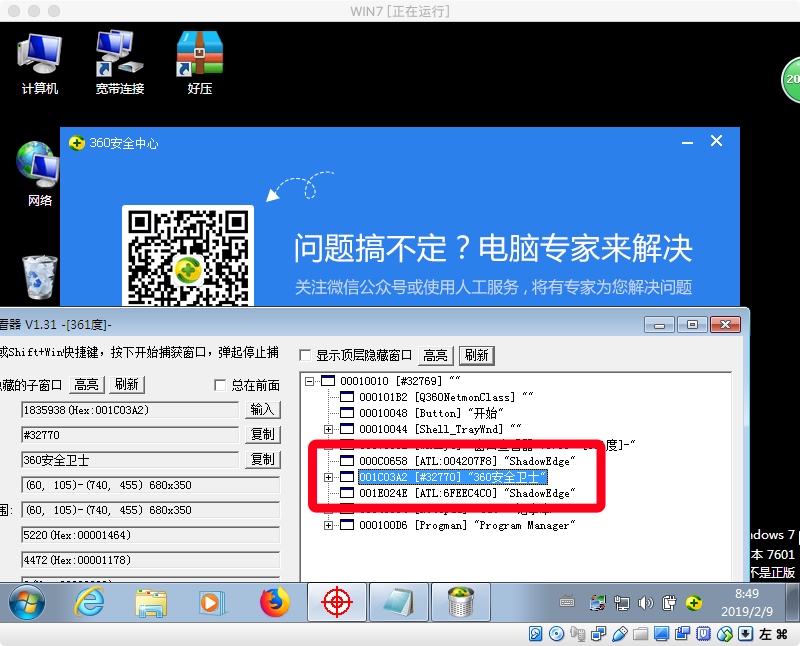 WIN7 [正在运行]
计算机
宽带连接
好压
20
360安全中心
网络
问题搞不定？电脑专家来解决
关注微信公众号或使用人工服务，将有专家为您解决问题
看器 V1.31 -[361度]-
或Shift+Win快捷键，按下开始捕获窗口，弹起停止捕
显示顶层隐藏窗口 高亮 刷新
隐藏的子窗口 高亮 刷新 总在前面
1835938(Hex:001C03A2) 输入
#32770 复制
360安全卫士 复制
(60, 105)-(740, 455) 680x350
围: (60, 105)-(740, 455) 680x350
5220(Hex:00001464)
4472(Hex:00001178)
00010010 [#32769] ""
000101B2 [Q360NetmonClass] ""
00010048 [Button] "开始"
00010044 [Shell_TrayWnd] ""
度]-"
000C0658 [ATL:004207F8] "ShadowEdge"
001C03A2 [#32770] "360安全卫士"
001E024E [ATL:6FEEC4C0] "ShadowEdge"
000100D6 [Progman] "Program Manager"
ndows 7
本 7601
不是正版
8:49
2019/2/9
左 ⌘